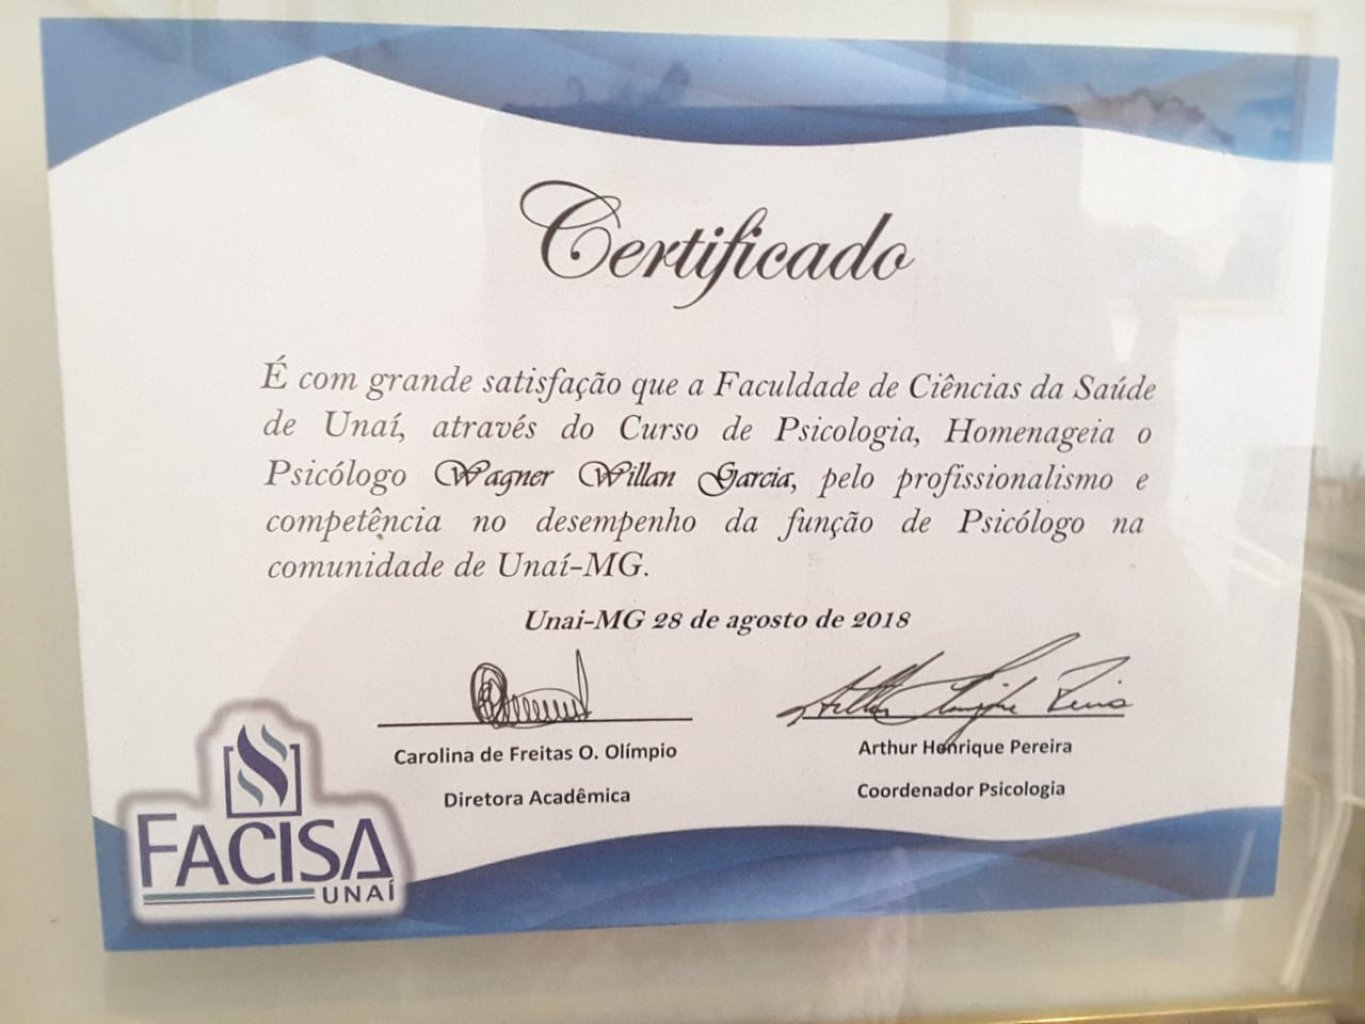 Certificado
É com grande satisfação que a Faculdade de Ciências da Saúde
de Unaí, através do Curso de Psicologia, Homenageia o
Psicólogo Wagner Willan Garcia, pelo profissionalismo e
competência no desempenho da função de Psicólogo na
comunidade de Unaí-MG.
Unai-MG 28 de agosto de 2018
Carolina de Freitas O. Olímpio
Diretora Acadêmica
Arthur Henrique Pereira
Coordenador Psicologia
FACISA
UNAÍ